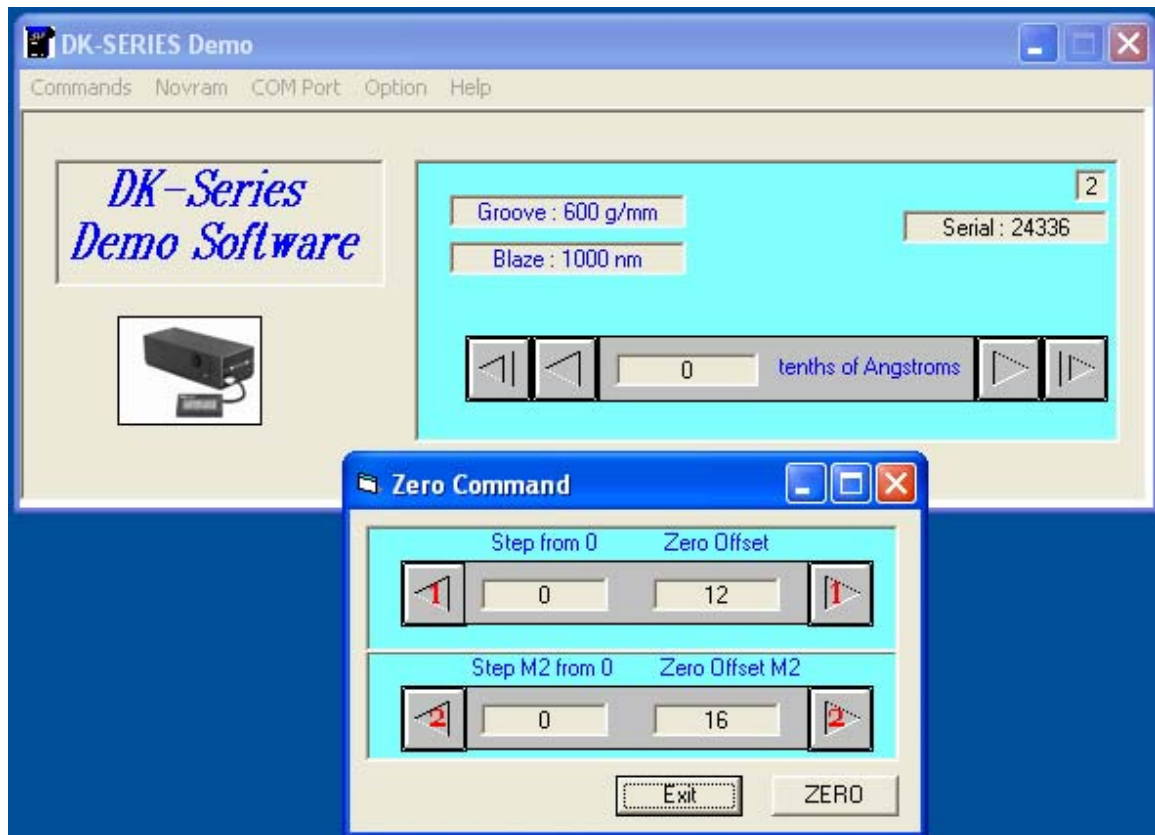 DK-SERIES Demo
Commands Novram COM Port Option Help
DK-Series
Demo Software
2
Groove : 600 g/mm
Serial : 24336
Blaze : 1000 nm
0 tenths of Angstroms
Zero Command
Step from 0 Zero Offset
1 0 12 1
Step M2 from 0 Zero Offset M2
2 0 16 2
Exit ZERO